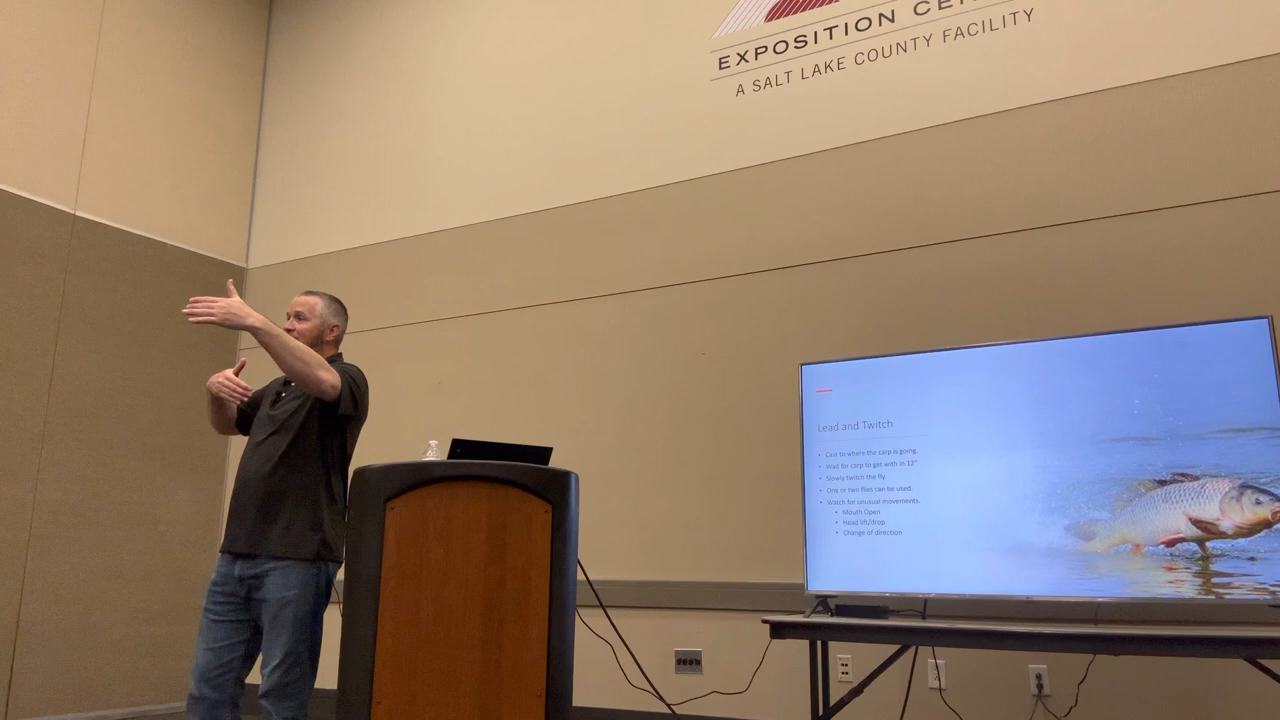 EXPOSITION CEN
A SALT LAKE COUNTY FACILITY
Lead and Twitch
• Cast to where the carp is going.
• Wait for carp to get with in 12"
• Slowly twitch the fly
• One or two flies can be used.
• Watch for unusual movements.
• Mouth Open
• Head lift/drop
• Change of direction